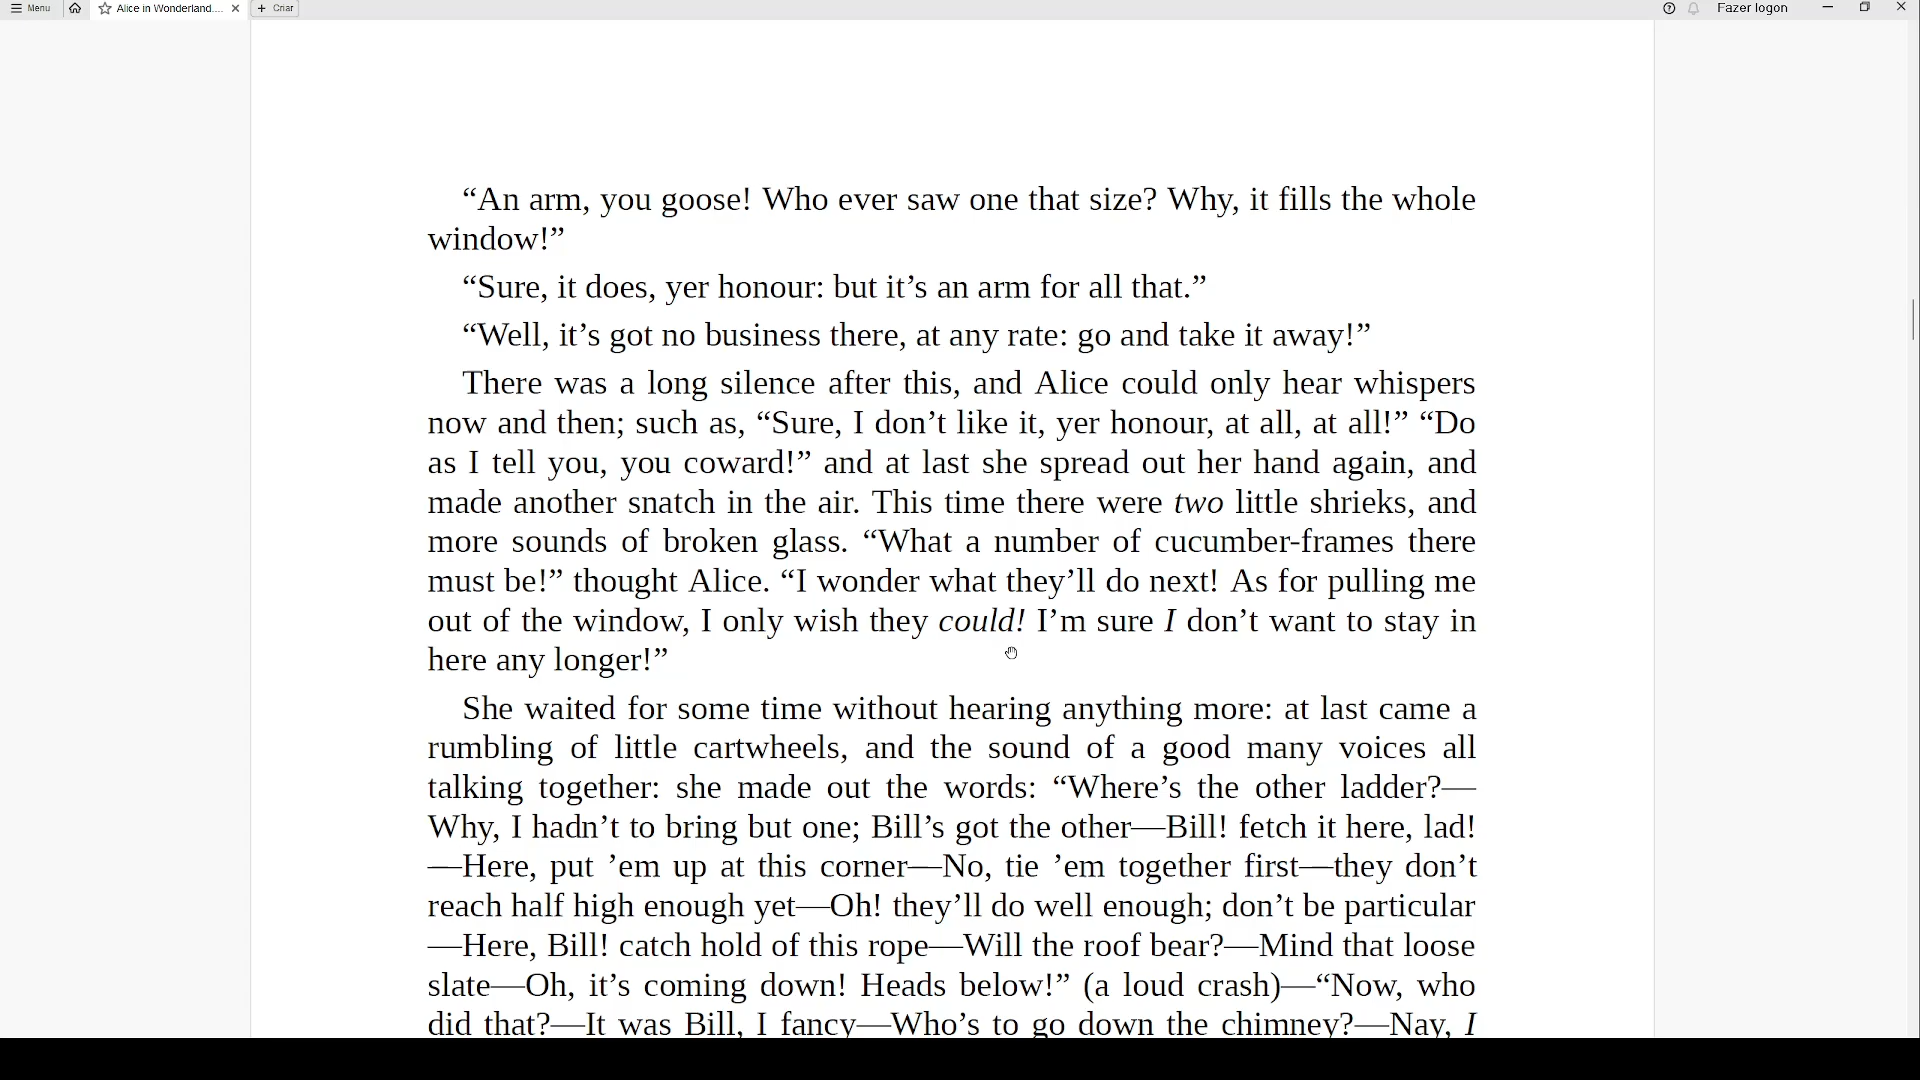 Menu
Alice in Wonderland....
Criar
Fazer logon
“An arm, you goose! Who ever saw one that size? Why, it fills the whole
window!”
“Sure, it does, yer honour: but it’s an arm for all that.”
“Well, it’s got no business there, at any rate: go and take it away!”
There was a long silence after this, and Alice could only hear whispers
now and then; such as, “Sure, I don’t like it, yer honour, at all, at all!” “Do
as I tell you, you coward!” and at last she spread out her hand again, and
made another snatch in the air. This time there were two little shrieks, and
more sounds of broken glass. “What a number of cucumber-frames there
must be!” thought Alice. “I wonder what they’ll do next! As for pulling me
out of the window, I only wish they could! I’m sure I don’t want to stay in
here any longer!”
She waited for some time without hearing anything more: at last came a
rumbling of little cartwheels, and the sound of a good many voices all
talking together: she made out the words: “Where’s the other ladder?—
Why, I hadn’t to bring but one; Bill’s got the other—Bill! fetch it here, lad!
—Here, put ’em up at this corner—No, tie ’em together first—they don’t
reach half high enough yet—Oh! they’ll do well enough; don’t be particular
—Here, Bill! catch hold of this rope—Will the roof bear?—Mind that loose
slate—Oh, it’s coming down! Heads below!” (a loud crash)—“Now, who
did that?—It was Bill, I fancy—Who’s to go down the chimney?—Nay, I